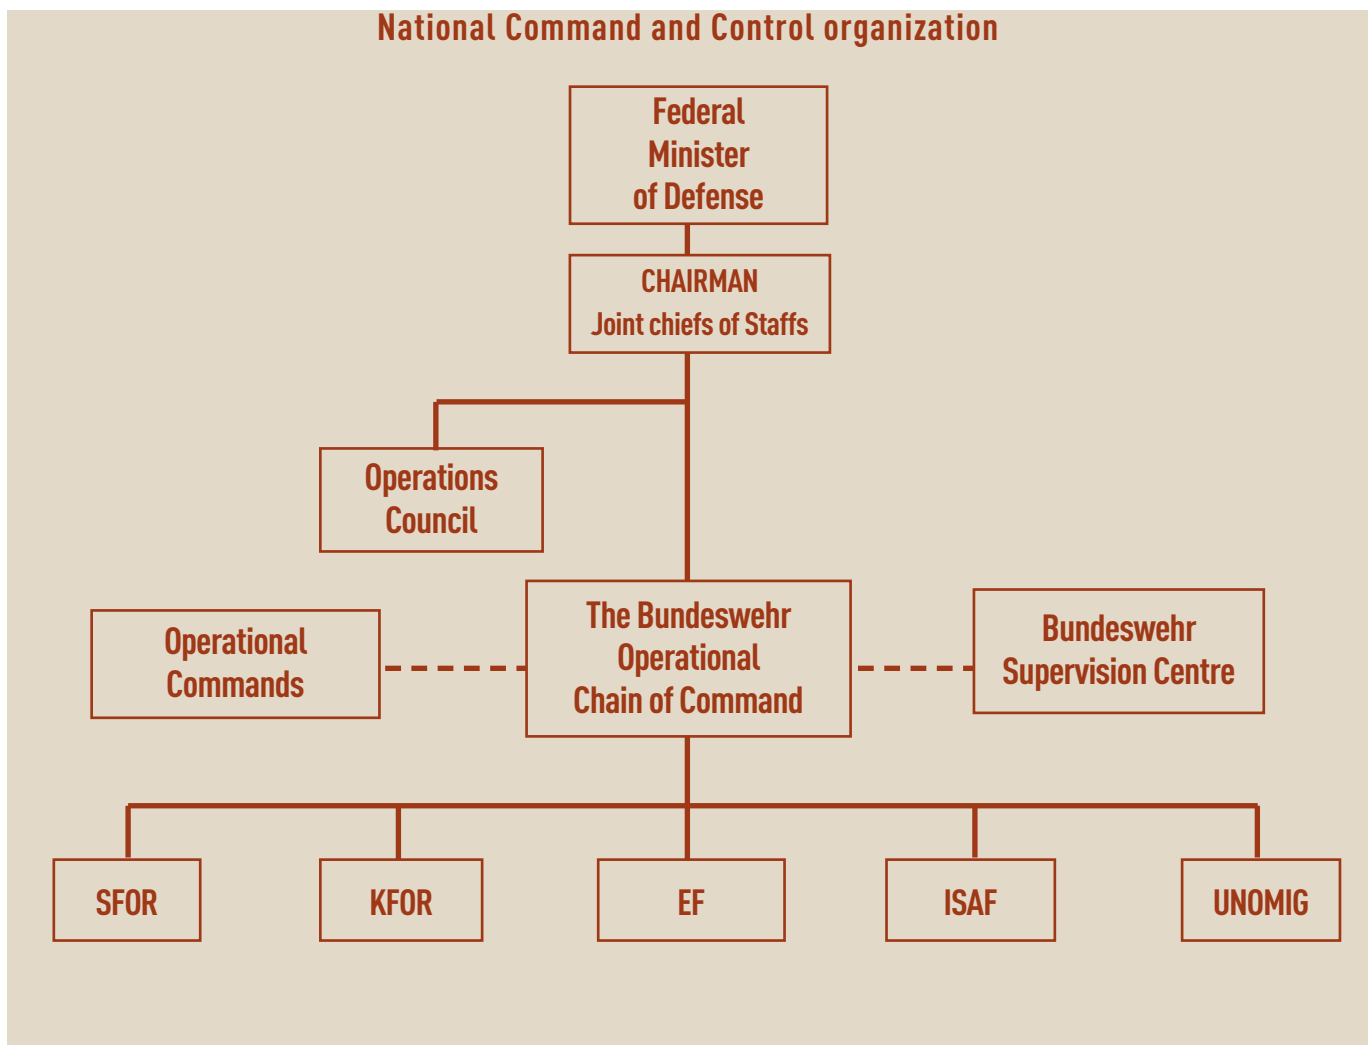 National Command and Control organization
Federal
Minister
of Defense
CHAIRMAN
Joint chiefs of Staffs
Operations
Council
Operational
Commands
The Bundeswehr
Operational
Chain of Command
Bundeswehr
Supervision Centre
SFOR
KFOR
EF
ISAF
UNOMIG